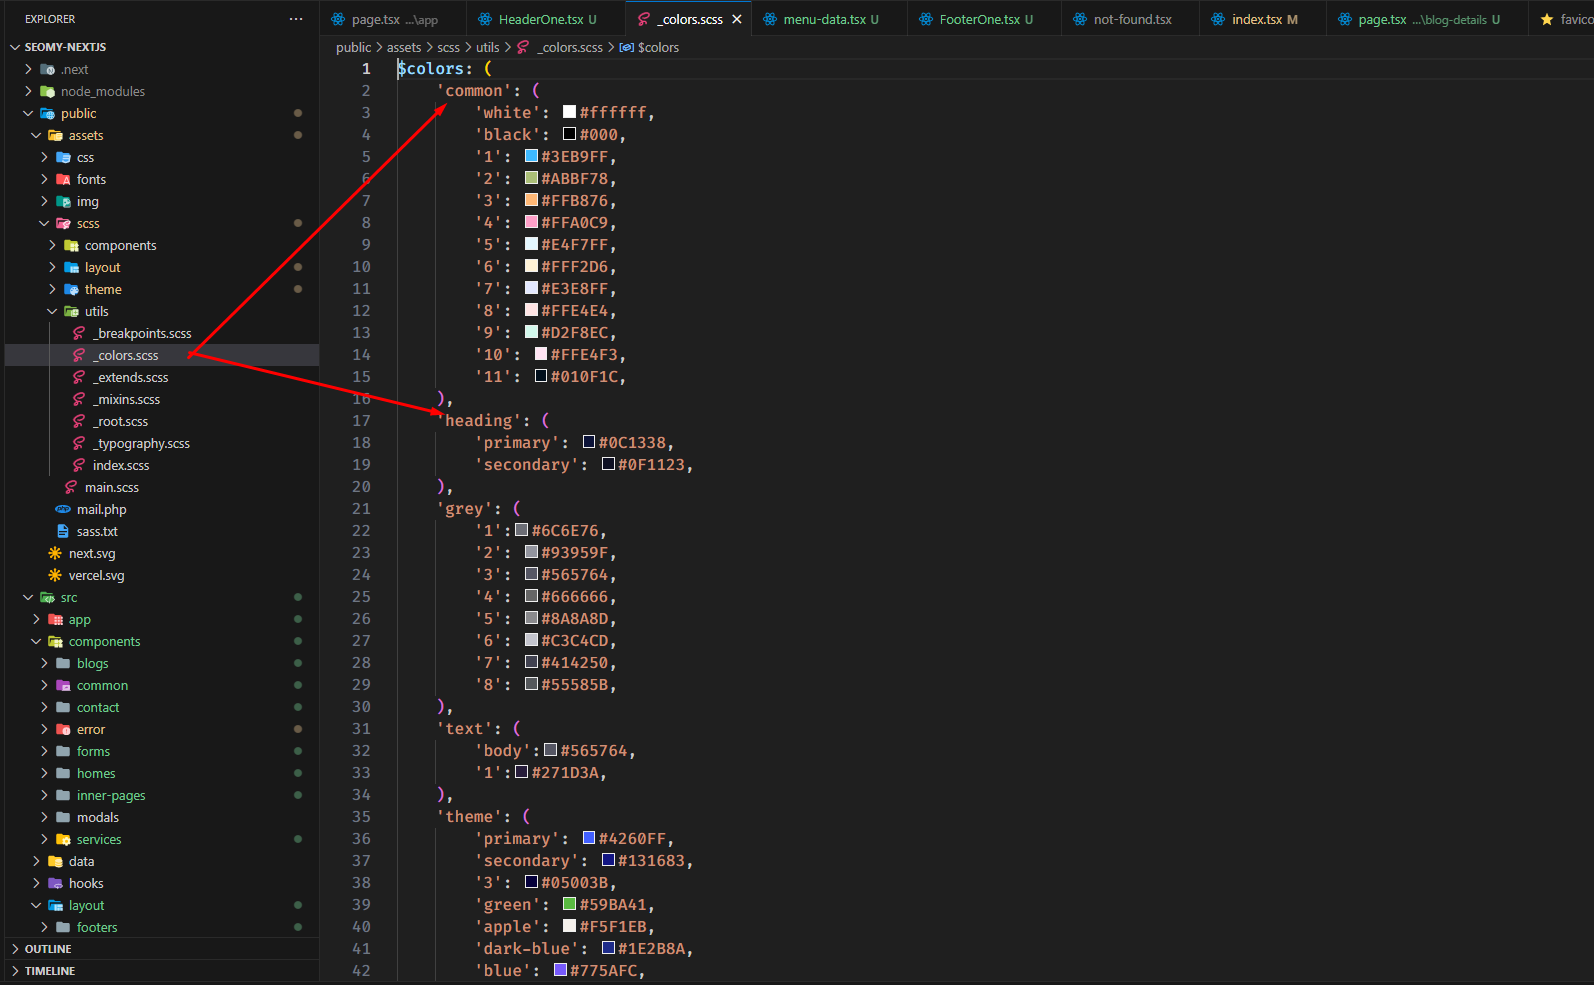 EXPLORER ...
SEOMY-NEXTJS
.next
node_modules
public
assets
css
fonts
img
scss
components
layout
theme
utils
_breakpoints.scss
_colors.scss
_extends.scss
_mixins.scss
_root.scss
_typography.scss
index.scss
main.scss
mail.php
sass.txt
next.svg
vercel.svg
src
app
components
blogs
common
contact
error
forms
homes
inner-pages
modals
services
data
hooks
layout
footers
OUTLINE
TIMELINE
page.tsx ...\app HeaderOne.tsx U _colors.scss menu-data.tsx U FooterOne.tsx U not-found.tsx index.tsx M page.tsx ...\blog-details U favico
public > assets > scss > utils > _colors.scss > $colors
1 $colors: (
2 'common': (
3 'white': #ffffff,
4 'black': #000,
5 '1': #3EB9FF,
6 '2': #ABBF78,
7 '3': #FFB876,
8 '4': #FFA0C9,
9 '5': #E4F7FF,
10 '6': #FFF2D6,
11 '7': #E3E8FF,
12 '8': #FFE4E4,
13 '9': #D2F8EC,
14 '10': #FFE4F3,
15 '11': #010F1C,
16 ),
17 'heading': (
18 'primary': #0C1338,
19 'secondary': #0F1123,
20 ),
21 'grey': (
22 '1': #6C6E76,
23 '2': #93959F,
24 '3': #565764,
25 '4': #666666,
26 '5': #8A8A8D,
27 '6': #C3C4CD,
28 '7': #414250,
29 '8': #55585B,
30 ),
31 'text': (
32 'body': #565764,
33 '1': #271D3A,
34 ),
35 'theme': (
36 'primary': #4260FF,
37 'secondary': #131683,
38 '3': #05003B,
39 'green': #59BA41,
40 'apple': #F5F1EB,
41 'dark-blue': #1E2B8A,
42 'blue': #775AFC,